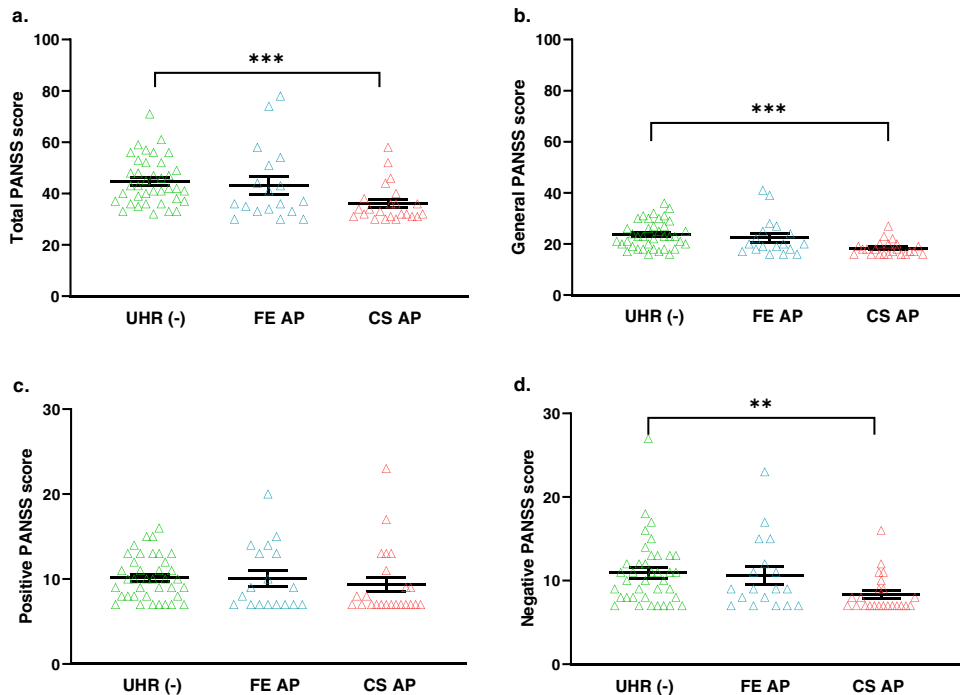 a.
Total PANSS score
100
80
60
40
20
0
***
UHR (-) FE AP CS AP
b.
General PANSS score
100
80
60
40
20
0
***
UHR (-) FE AP CS AP
c.
Positive PANSS score
30
20
10
0
UHR (-) FE AP CS AP
d.
Negative PANSS score
30
20
10
0
**
UHR (-) FE AP CS AP